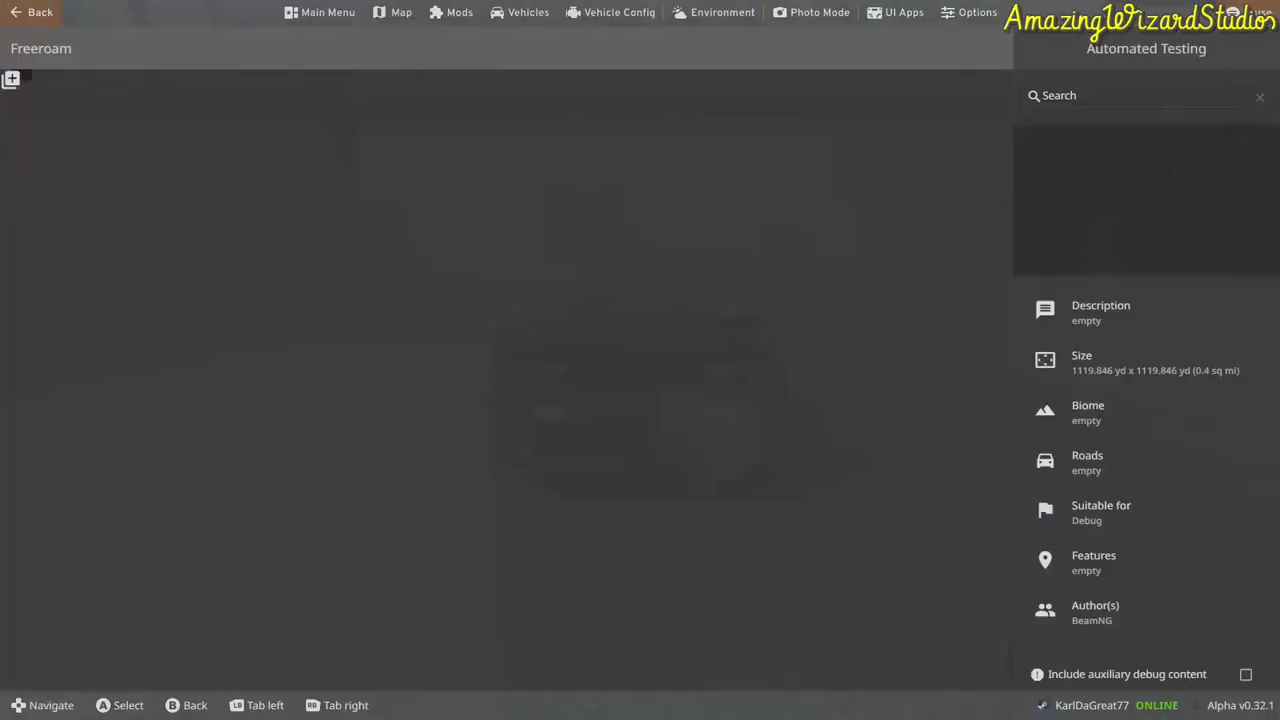 Back
Main Menu
Map
Mods
Vehicles
Vehicle Config
Environment
Photo Mode
UI Apps
Options
AmazingWizardStudios
Freeroam
Automated Testing
Search
Description
empty
Size
1119.846 yd x 1119.846 yd (0.4 sq mi)
Biome
empty
Roads
empty
Suitable for
Debug
Features
empty
Author(s)
BeamNG
Include auxiliary debug content
Navigate
A Select
B Back
LB Tab left
RB Tab right
KarlDaGreat77 ONLINE
Alpha v0.32.1